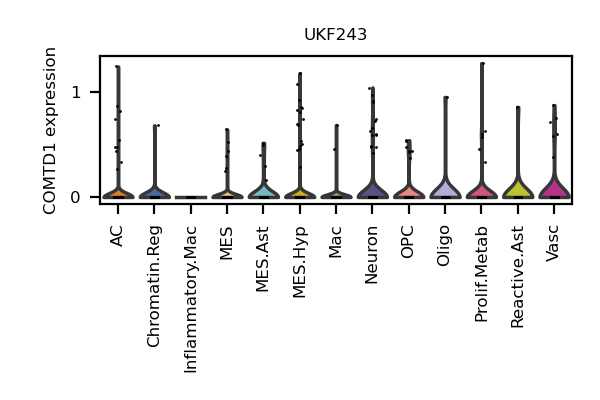 UKF243
COMTD1 expression
1
0
AC
Chromatin.Reg
Inflammatory.Mac
MES
MES.Ast
MES.Hyp
Mac
Neuron
OPC
Oligo
Prolif.Metab
Reactive.Ast
Vasc